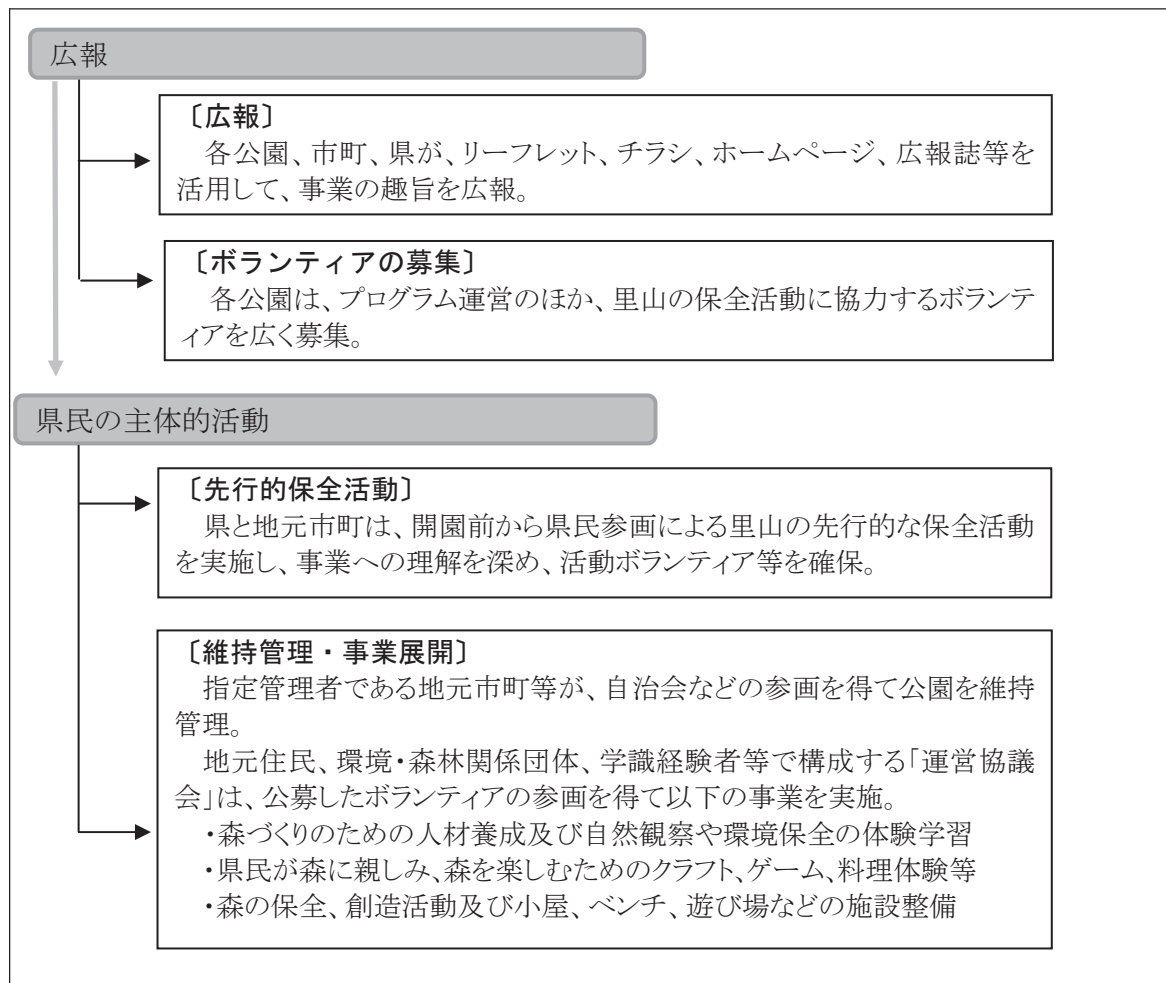 広報
〔広報〕
各公園、市町、県が、リーフレット、チラシ、ホームページ、広報誌等を
活用して、事業の趣旨を広報。
〔ボランティアの募集〕
各公園は、プログラム運営のほか、里山の保全活動に協力するボランテ
ィアを広く募集。
県民の主体的活動
〔先行的保全活動〕
県と地元市町は、開園前から県民参画による里山の先行的な保全活動
を実施し、事業への理解を深め、活動ボランティア等を確保。
〔維持管理・事業展開〕
指定管理者である地元市町等が、自治会などの参画を得て公園を維持
管理。
地元住民、環境・森林関係団体、学識経験者等で構成する「運営協議
会」は、公募したボランティアの参画を得て以下の事業を実施。
・森づくりのための人材養成及び自然観察や環境保全の体験学習
・県民が森に親しみ、森を楽しむためのクラフト、ゲーム、料理体験等
・森の保全、創造活動及び小屋、ベンチ、遊び場などの施設整備